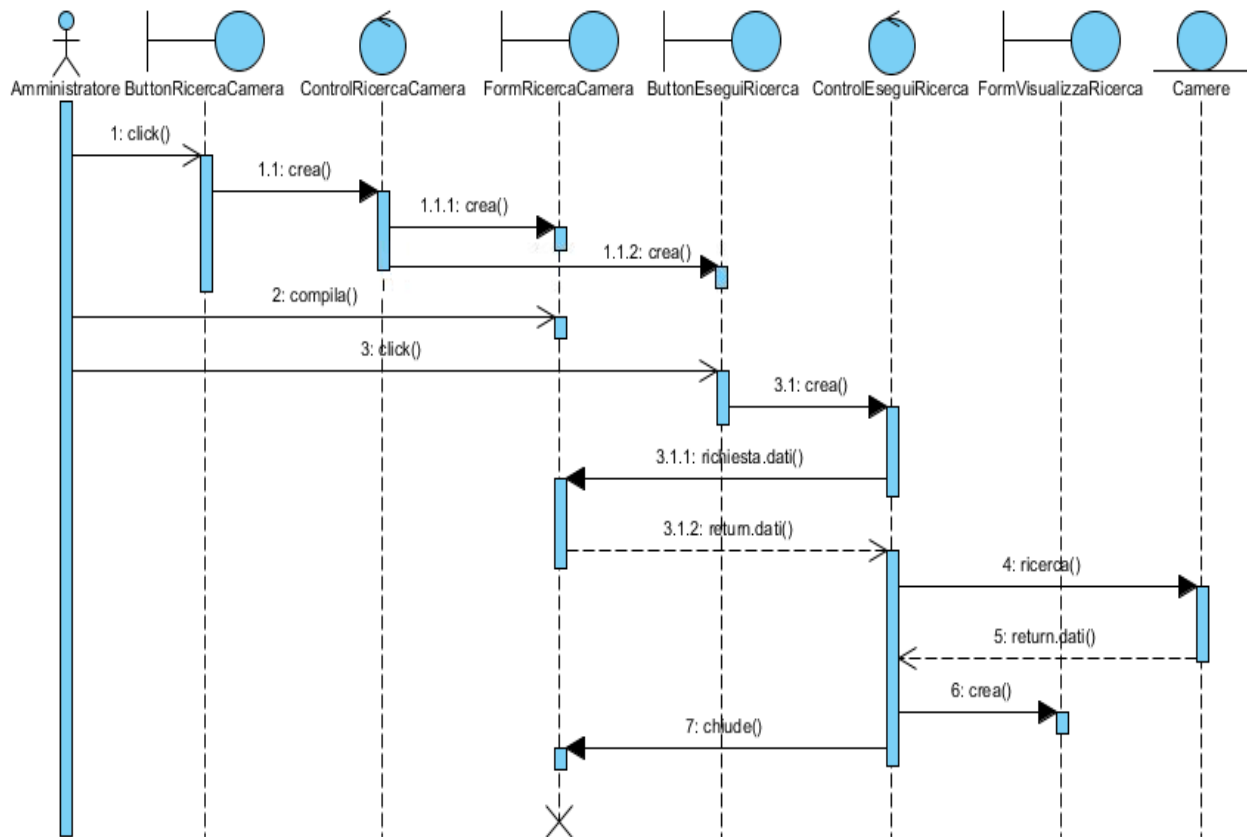 Amministratore ButtonRicercaCamera ControlRicercaCamera FormRicercaCamera ButtonEseguiRicerca ControlEseguiRicerca FormVisualizzaRicerca Camere
1: click()
1.1: crea()
1.1.1: crea()
1.1.2: crea()
2: compila()
3: click()
3.1: crea()
3.1.1: richiesta.dati()
3.1.2: return.dati()
4: ricerca()
5: return.dati()
6: crea()
7: chiude()